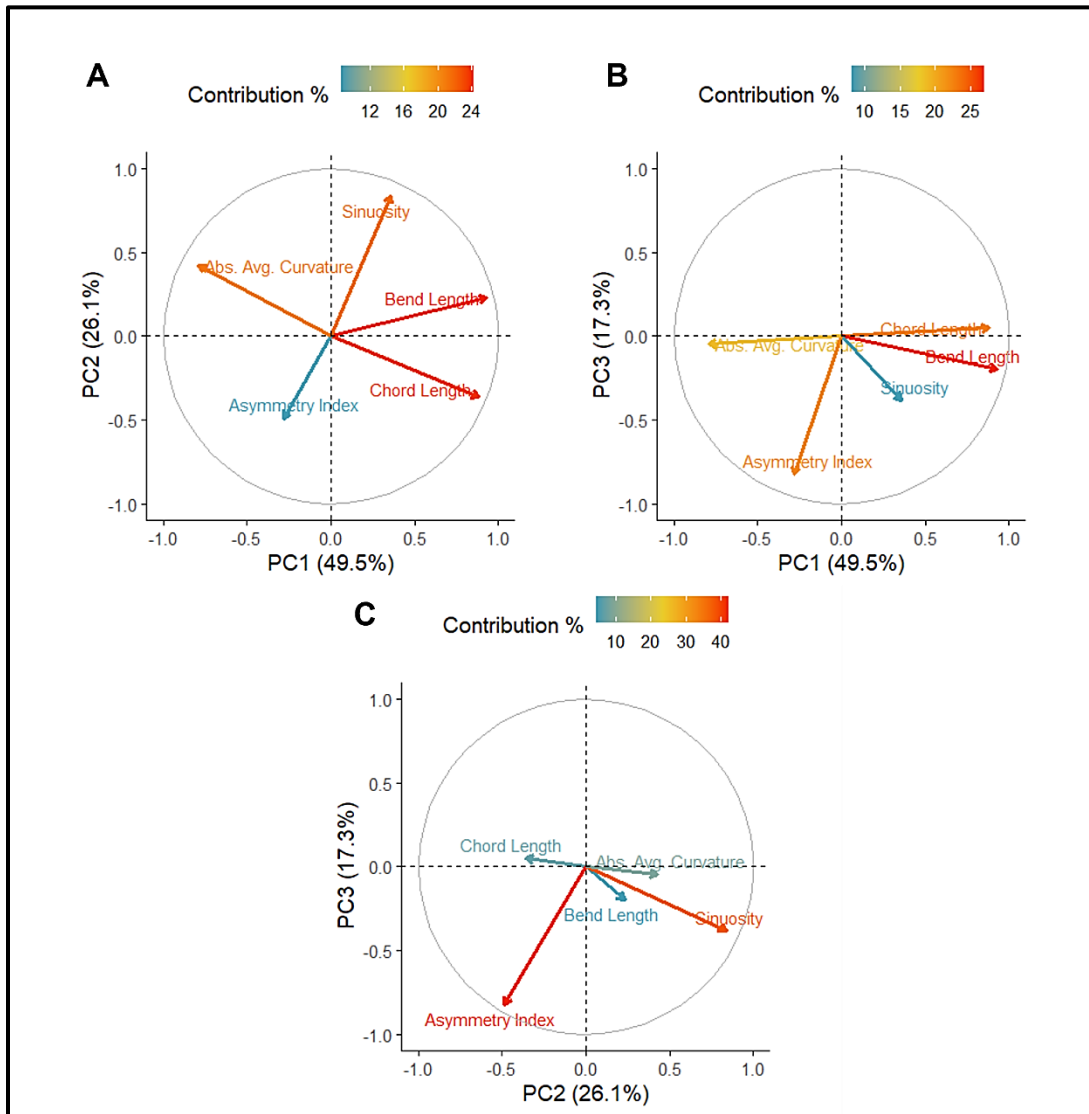 A
Contribution %
12 16 20 24
1.0
Sinuosity
0.5
Abs. Avg. Curvature
Bend Length
PC2 (26.1%)
0.0
Chord Length
Asymmetry Index
-0.5
-1.0
-1.0 -0.5 0.0 0.5 1.0
PC1 (49.5%)
B
Contribution %
10 15 20 25
1.0
0.5
PC3 (17.3%)
0.0
Chord Length
Abs. Avg. Curvature
Bend Length
Sinuosity
-0.5
Asymmetry Index
-1.0
-1.0 -0.5 0.0 0.5 1.0
PC1 (49.5%)
C
Contribution %
10 20 30 40
1.0
0.5
PC3 (17.3%)
Chord Length
0.0
Abs. Avg. Curvature
Bend Length
Sinuosity
-0.5
Asymmetry Index
-1.0
-1.0 -0.5 0.0 0.5 1.0
PC2 (26.1%)